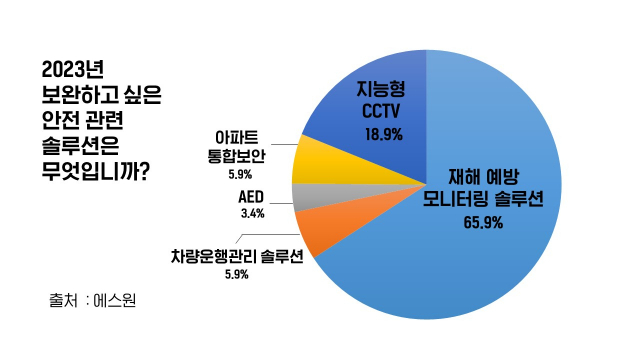 2023년
보완하고 싶은
안전 관련
솔루션은
무엇입니까?
지능형
CCTV
18.9%
아파트
통합보안
5.9%
AED
3.4%
차량운행관리 솔루션
5.9%
재해 예방
모니터링 솔루션
65.9%
출처 : 에스원